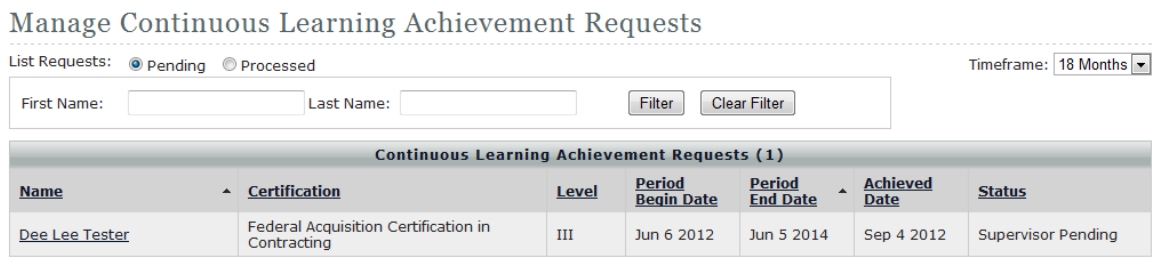 Manage Continuous Learning Achievement Requests
List Requests: Pending Processed Timeframe: 18 Months
First Name: Last Name: Filter Clear Filter
Continuous Learning Achievement Requests (1)
Name Certification Level Period Begin Date Period End Date Achieved Date Status
Dee Lee Tester Federal Acquisition Certification in Contracting III Jun 6 2012 Jun 5 2014 Sep 4 2012 Supervisor Pending